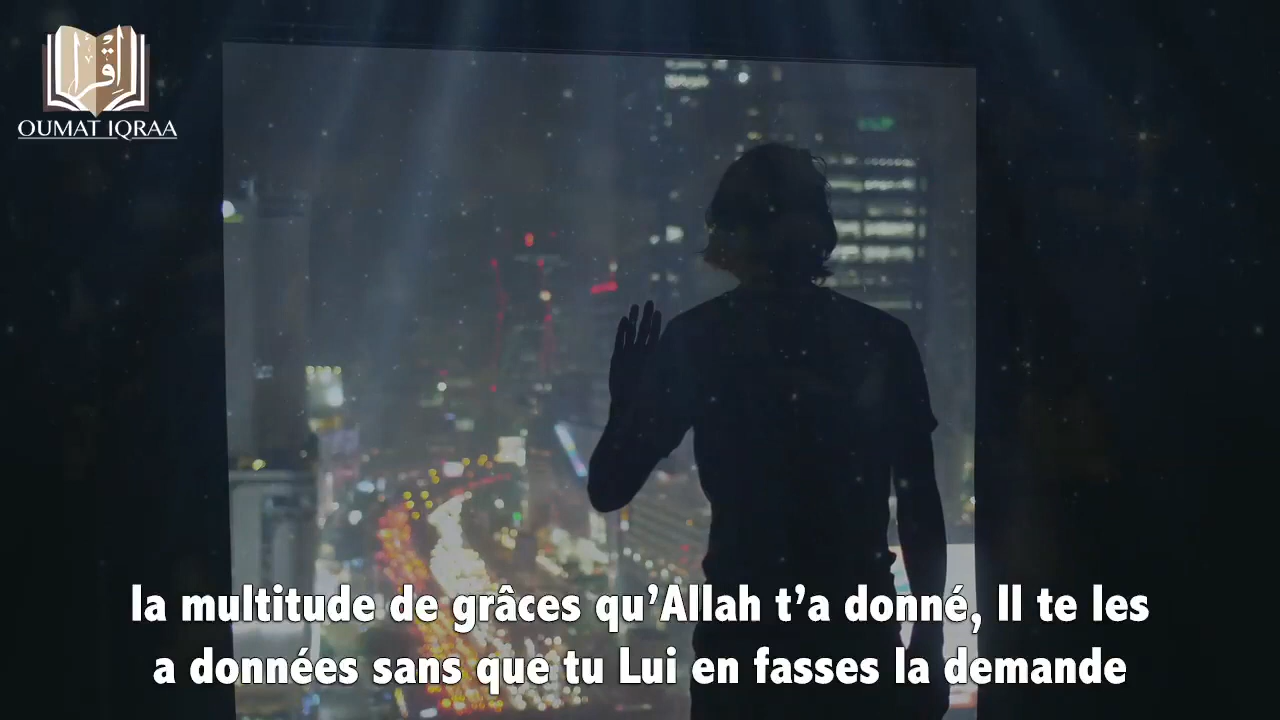 اقرأ
OUMAT IQRAA
la multitude de grâces qu’Allah t’a donné, Il te les
a données sans que tu Lui en fasses la demande